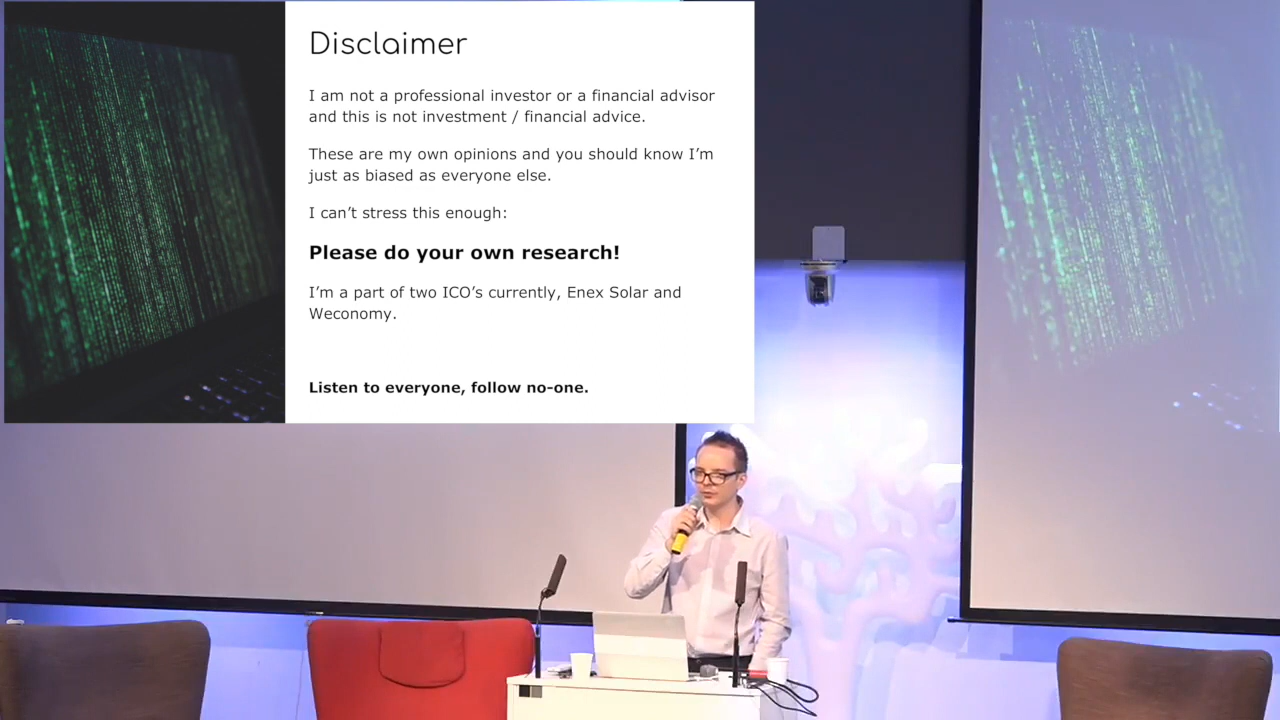 Disclaimer
I am not a professional investor or a financial advisor
and this is not investment / financial advice.
These are my own opinions and you should know I’m
just as biased as everyone else.
I can’t stress this enough:
Please do your own research!
I’m a part of two ICO’s currently, Enex Solar and
Weconomy.
Listen to everyone, follow no-one.